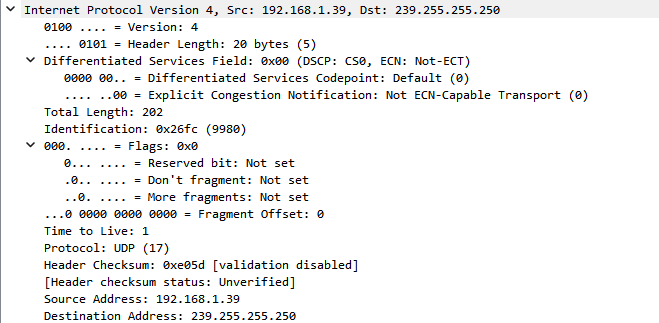 Internet Protocol Version 4, Src: 192.168.1.39, Dst: 239.255.255.250
0100 .... = Version: 4
.... 0101 = Header Length: 20 bytes (5)
Differentiated Services Field: 0x00 (DSCP: CS0, ECN: Not-ECT)
0000 00.. = Differentiated Services Codepoint: Default (0)
.... ..00 = Explicit Congestion Notification: Not ECN-Capable Transport (0)
Total Length: 202
Identification: 0x26fc (9980)
000. .... = Flags: 0x0
0... .... = Reserved bit: Not set
.0.. .... = Don't fragment: Not set
..0. .... = More fragments: Not set
...0 0000 0000 0000 = Fragment Offset: 0
Time to Live: 1
Protocol: UDP (17)
Header Checksum: 0xe05d [validation disabled]
[Header checksum status: Unverified]
Source Address: 192.168.1.39
Destination Address: 239.255.255.250